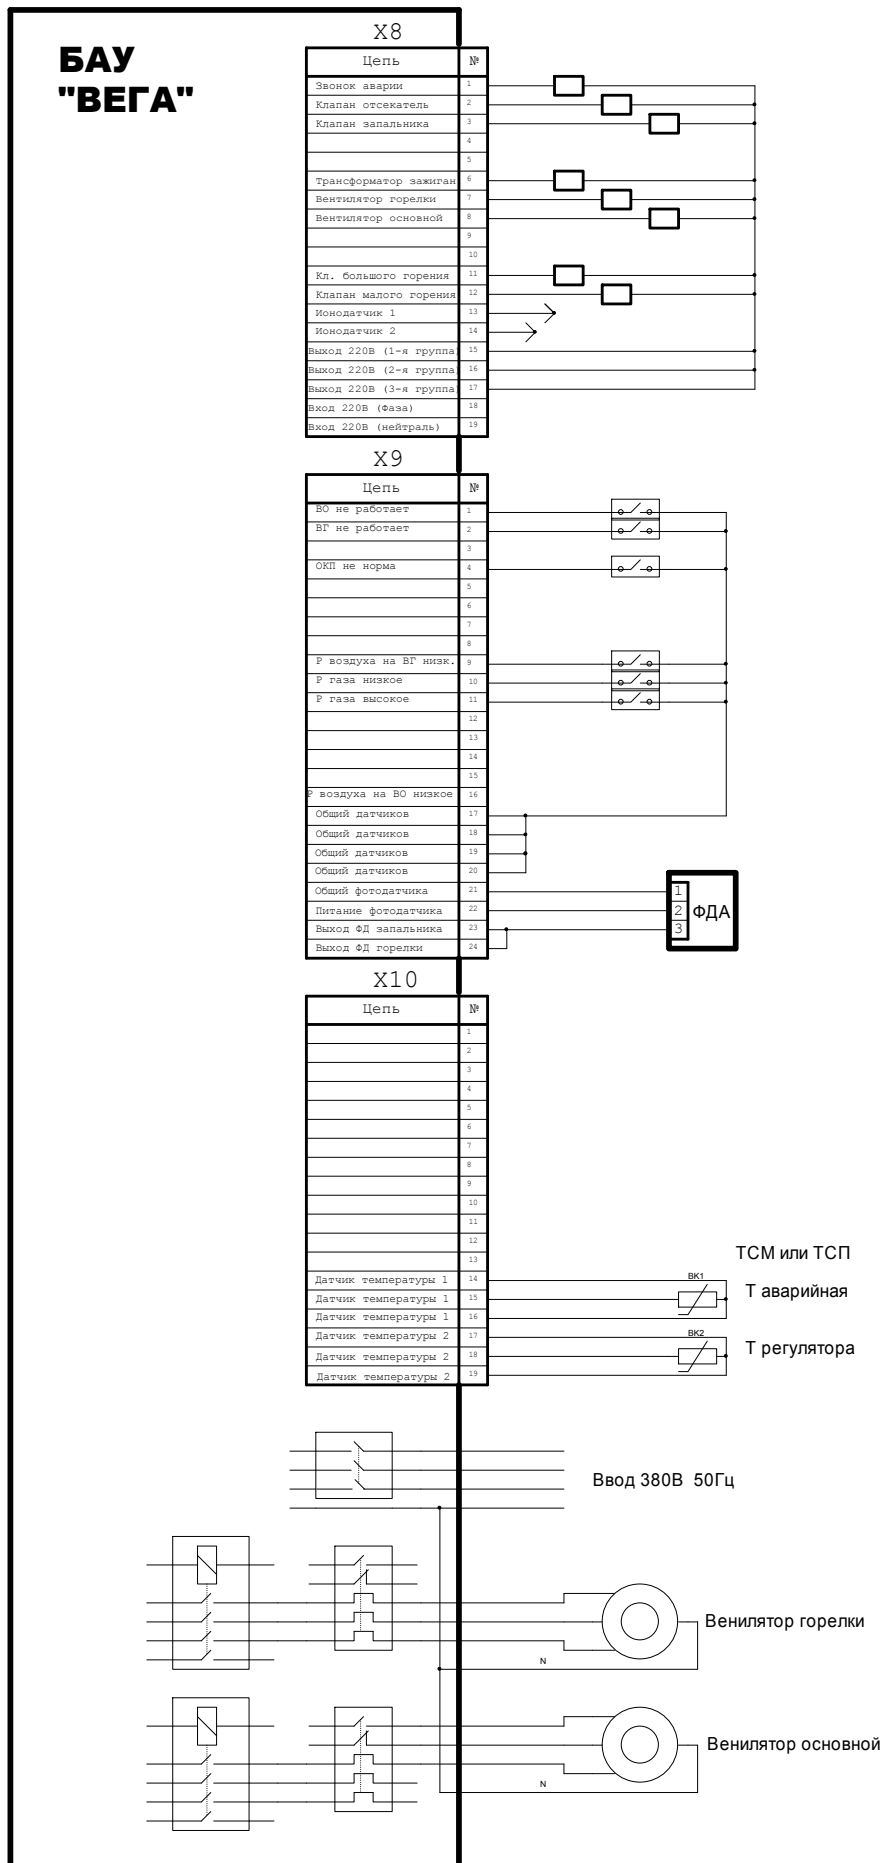 БАУ
"ВЕГА"
X8
Цепь №
Звонок аварии 1
Клапан отсекатель 2
Клапан запальника 3
4
5
Трансформатор зажиган 6
Вентилятор горелки 7
Вентилятор основной 8
9
10
Кл. большого горения 11
Клапан малого горения 12
Ионодатчик 1 13
Ионодатчик 2 14
Выход 220В (1-я группа) 15
Выход 220В (2-я группа) 16
Выход 220В (3-я группа) 17
Вход 220В (Фаза) 18
Вход 220В (нейтраль) 19
X9
Цепь №
ВО не работает 1
ВГ не работает 2
3
ОКП не норма 4
5
6
7
8
Р воздуха на ВГ низк. 9
Р газа низкое 10
Р газа высокое 11
12
13
14
15
Р воздуха на ВО низкое 16
Общий датчиков 17
Общий датчиков 18
Общий датчиков 19
Общий датчиков 20
Общий фотодатчика 21
Питание фотодатчика 22
Выход ФД запальника 23
Выход ФД горелки 24
1
2 ФДА
3
X10
Цепь №
1
2
3
4
5
6
7
8
9
10
11
12
13
ТСМ или ТСП
Датчик температуры 1 14
ВК1
Датчик температуры 1 15
Т аварийная
Датчик температуры 1 16
Датчик температуры 2 17
ВК2
Датчик температуры 2 18
Т регулятора
Датчик температуры 2 19
Ввод 380В 50Гц
Венилятор горелки
N
Венилятор основной
N